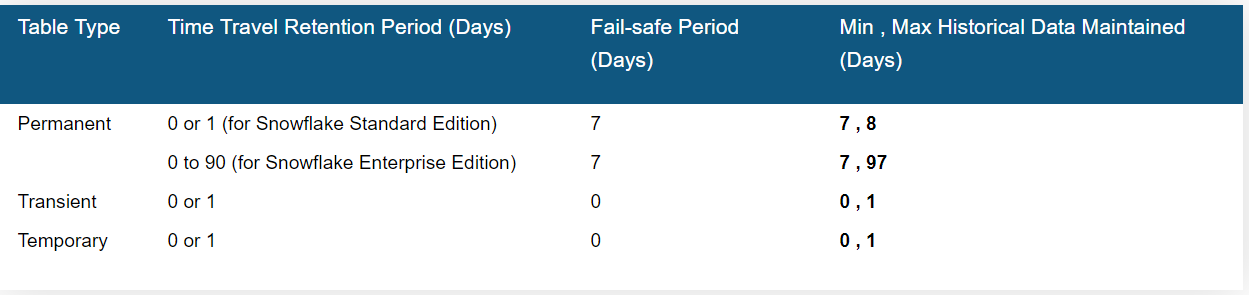 Table Type Time Travel Retention Period (Days) Fail-safe Period (Days) Min , Max Historical Data Maintained (Days)
Permanent 0 or 1 (for Snowflake Standard Edition) 7 7 , 8
0 to 90 (for Snowflake Enterprise Edition) 7 7 , 97
Transient 0 or 1 0 0 , 1
Temporary 0 or 1 0 0 , 1